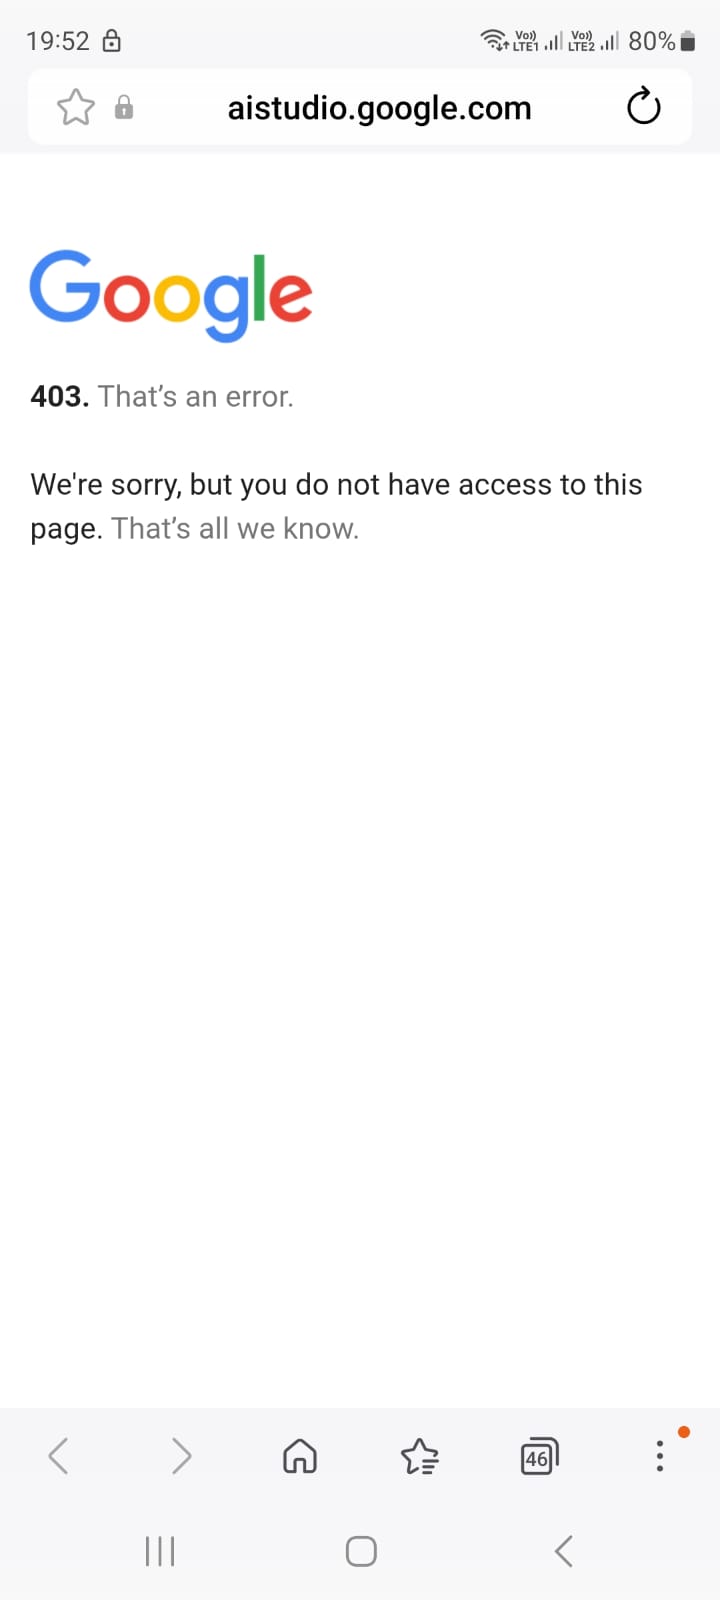 19:52
Vo)) LTE1 Vo)) LTE2 80%
aistudio.google.com
Google
403. That’s an error.
We're sorry, but you do not have access to this
page. That’s all we know.
46